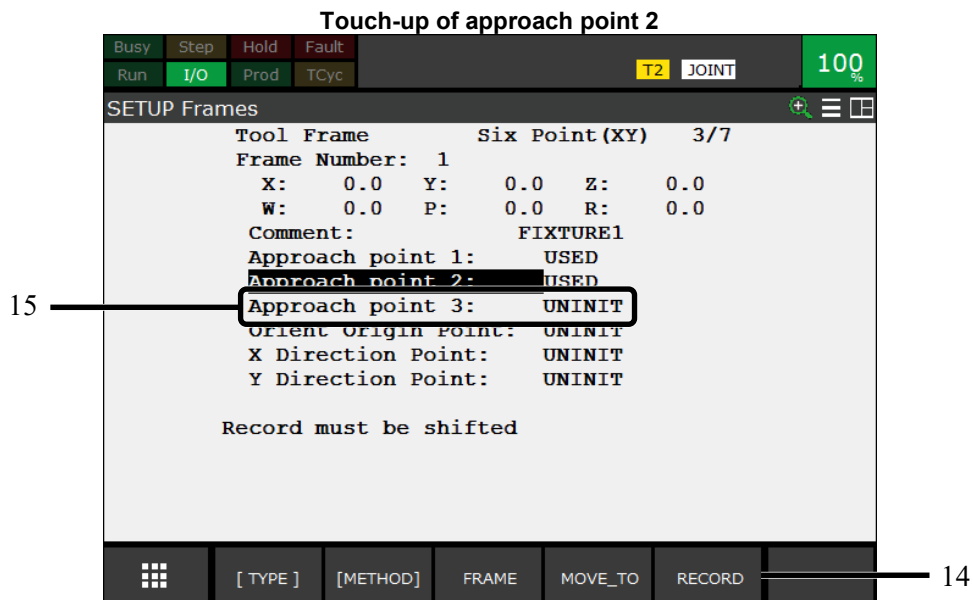 Touch-up of approach point 2
Busy Step Hold Fault
Run I/O Prod TCyc T2 JOINT 100 %
SETUP Frames
Tool Frame Six Point(XY) 3/7
Frame Number: 1
X: 0.0 Y: 0.0 Z: 0.0
W: 0.0 P: 0.0 R: 0.0
Comment: FIXTURE1
Approach point 1: USED
Approach point 2: USED
15 Approach point 3: UNINIT
Orient Origin Point: UNINIT
X Direction Point: UNINIT
Y Direction Point: UNINIT
Record must be shifted
[ TYPE ] [METHOD] FRAME MOVE_TO RECORD 14